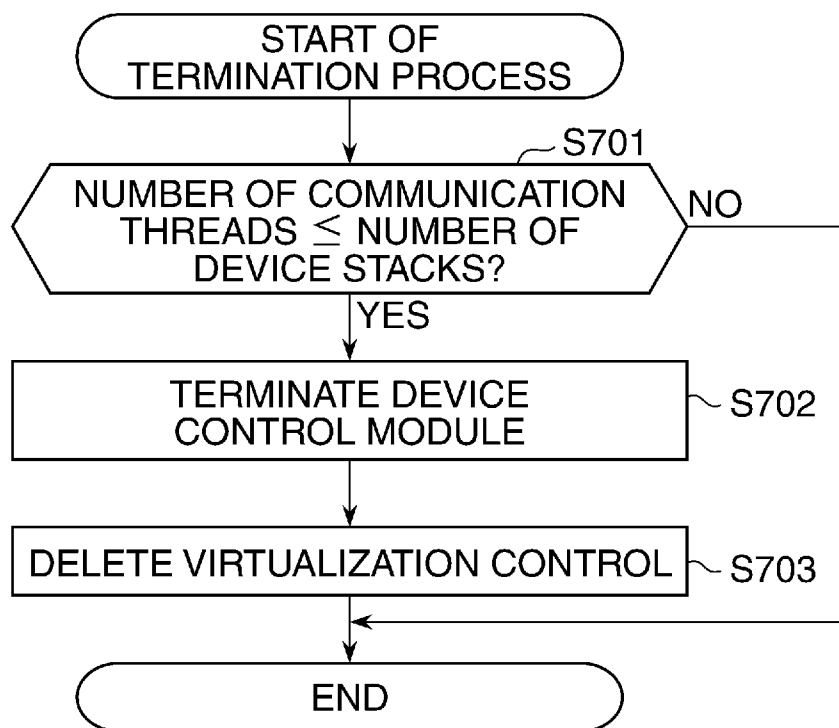 START OF
TERMINATION PROCESS
S701
NUMBER OF COMMUNICATION
THREADS ≤ NUMBER OF
DEVICE STACKS?
NO
YES
TERMINATE DEVICE
CONTROL MODULE
S702
DELETE VIRTUALIZATION CONTROL
S703
END